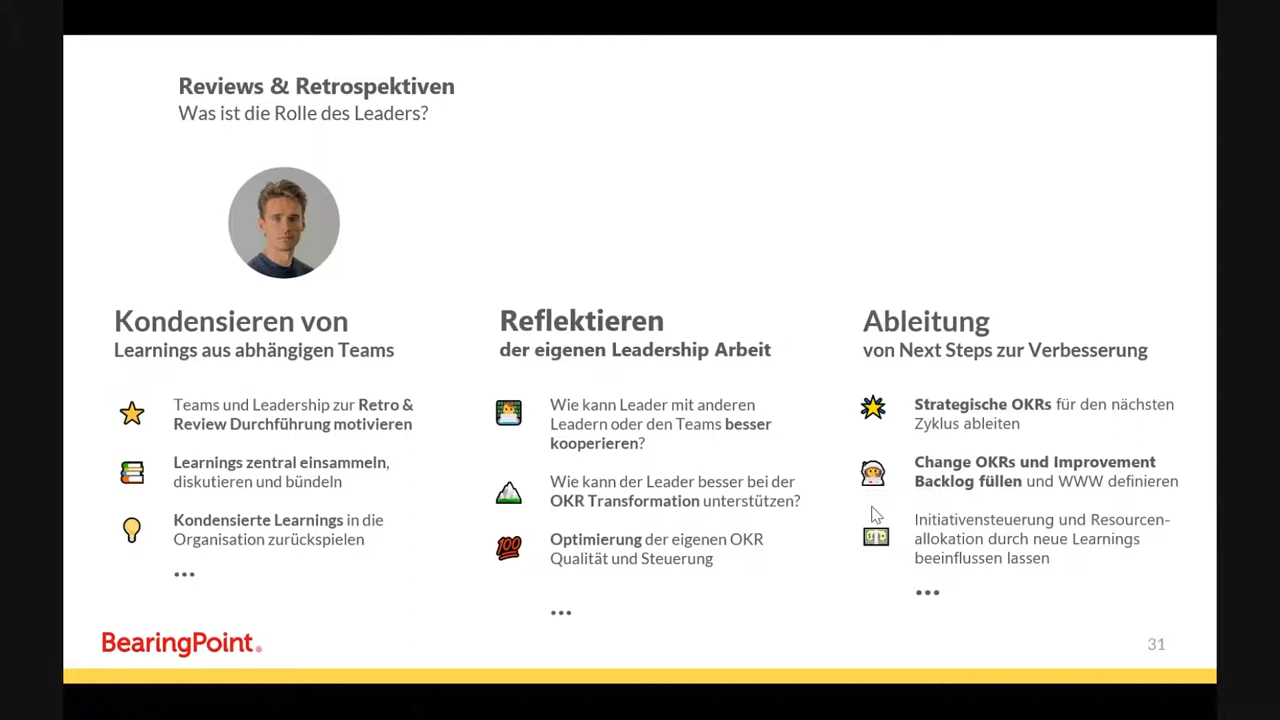 Reviews & Retrospektiven
Was ist die Rolle des Leaders?
Kondensieren von
Learnings aus abhängigen Teams
Teams und Leadership zur Retro &
Review Durchführung motivieren
Learnings zentral einsammeln,
diskutieren und bündeln
Kondensierte Learnings in die
Organisation zurückspielen
...
Reflektieren
der eigenen Leadership Arbeit
Wie kann Leader mit anderen
Leadern oder den Teams besser
kooperieren?
Wie kann der Leader besser bei der
OKR Transformation unterstützen?
100
Optimierung der eigenen OKR
Qualität und Steuerung
...
Ableitung
von Next Steps zur Verbesserung
Strategische OKRs für den nächsten
Zyklus ableiten
Change OKRs und Improvement
Backlog füllen und WWW definieren
Initiativensteuerung und Resourcen-
allokation durch neue Learnings
beeinflussen lassen
...
BearingPoint®
31